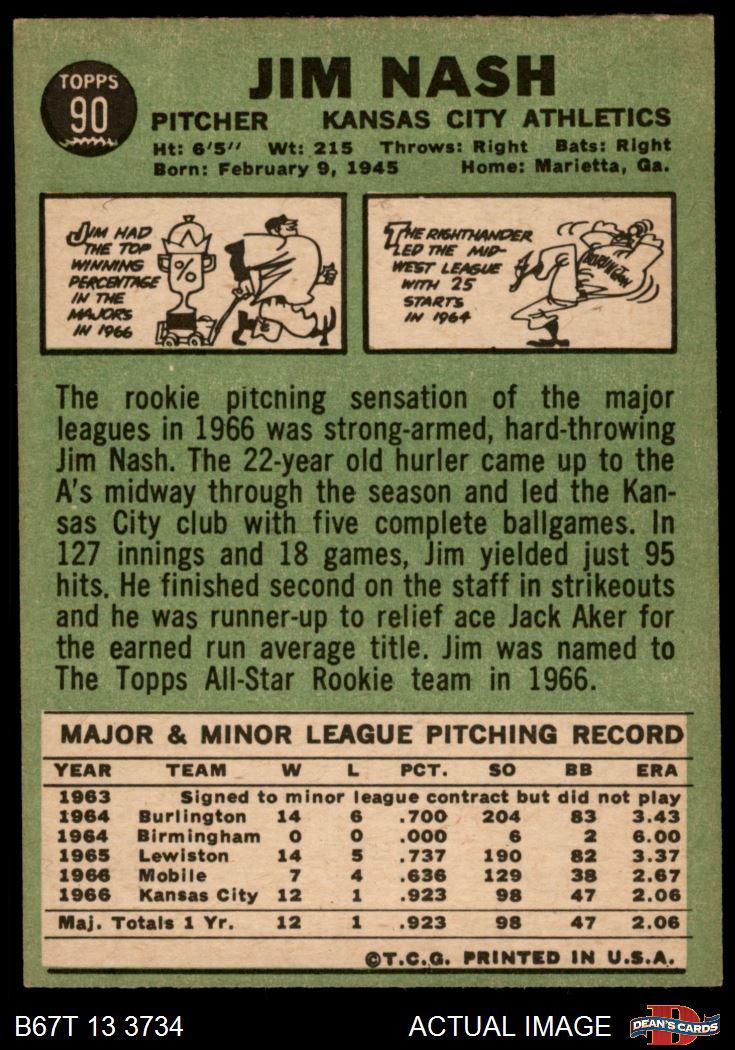 TOPPS
90
JIM NASH
PITCHER KANSAS CITY ATHLETICS
Ht: 6'5" Wt: 215 Throws: Right Bats: Right
Born: February 9, 1945 Home: Marietta, Ga.
JIM HAD
THE TOP
WINNING
PERCENTAGE
IN THE
MAJORS
IN 1966
%
THE RIGHTHANDER
LED THE MID-
WEST LEAGUE
WITH 25
STARTS
IN 1964
BURLINGTON
The rookie pitching sensation of the major
leagues in 1966 was strong-armed, hard-throwing
Jim Nash. The 22-year old hurler came up to the
A's midway through the season and led the Kan-
sas City club with five complete ballgames. In
127 innings and 18 games, Jim yielded just 95
hits. He finished second on the staff in strikeouts
and he was runner-up to relief ace Jack Aker for
the earned run average title. Jim was named to
The Topps All-Star Rookie team in 1966.
MAJOR & MINOR LEAGUE PITCHING RECORD
YEAR TEAM W L PCT. SO BB ERA
1963 Signed to minor league contract but did not play
1964 Burlington 14 6 .700 204 83 3.43
1964 Birmingham 0 0 .000 6 2 6.00
1965 Lewiston 14 5 .737 190 82 3.37
1966 Mobile 7 4 .636 129 38 2.67
1966 Kansas City 12 1 .923 98 47 2.06
Maj. Totals 1 Yr. 12 1 .923 98 47 2.06
©T.C.G. PRINTED IN U.S.A.
B67T 13 3734 ACTUAL IMAGE D DEAN'S CARDS